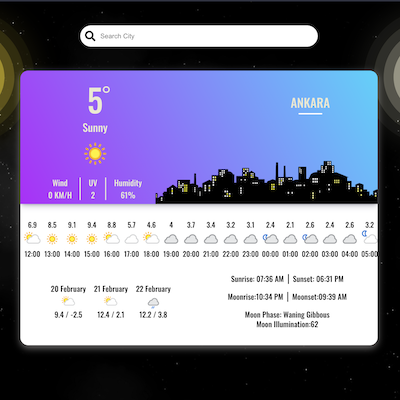 Search City
5°
Sunny
ANKARA
Wind
0 KM/H
UV
2
Humidity
61%
6.9 8.5 9.1 9.4 8.8 5.7 4.6 4 3.7 3.4 3.2 3.1 2.4 2.1 2.6 2.4 2.6 3.2
12:00 13:00 14:00 15:00 16:00 17:00 18:00 19:00 20:00 21:00 22:00 23:00 00:00 01:00 02:00 03:00 04:00 05:00
20 February 21 February 22 February
9.4 / -2.5 12.4 / 2.1 12.2 / 3.8
Sunrise: 07:36 AM Sunset: 06:31 PM
Moonrise:10:34 PM Moonset:09:39 AM
Moon Phase: Waning Gibbous
Moon Illumination:62